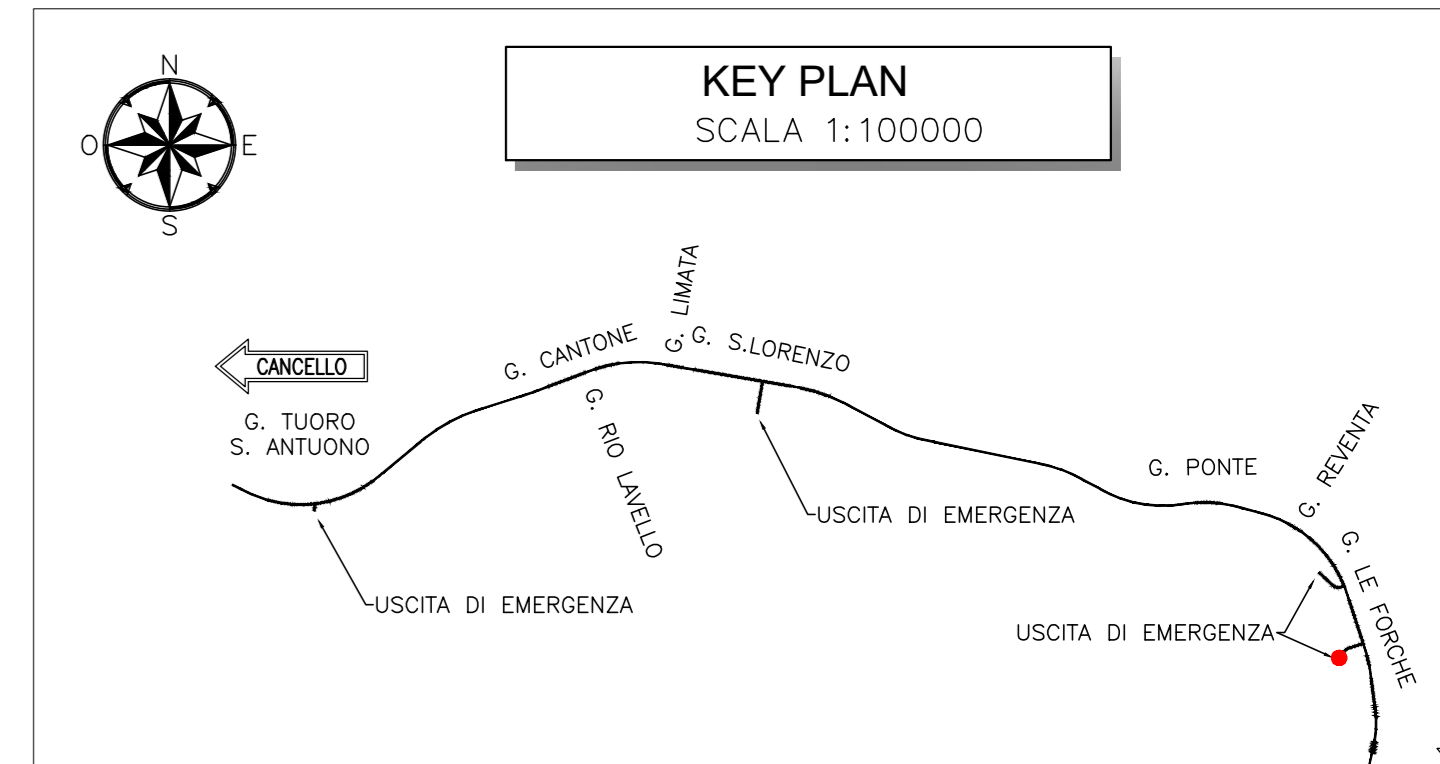 N
O
E
S
KEY PLAN
SCALA 1:100000
CANCELLO
G. TUORO
S. ANTUONO
G. CANTONE
G. LIMATA
G. S.LORENZO
G. RIO LAVELLO
USCITA DI EMERGENZA
USCITA DI EMERGENZA
G. PONTE
G. REVENTA
G. LE FORCHE
USCITA DI EMERGENZA